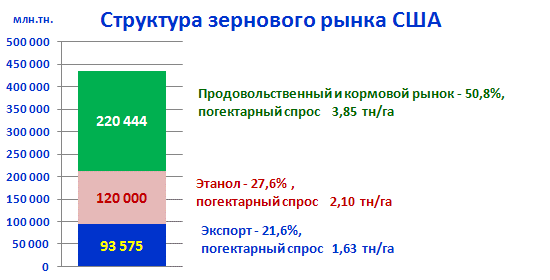 млн.тн.
Структура зернового рынка США
500 000
450 000
400 000
350 000
300 000
250 000
200 000
150 000
100 000
50 000
0
220 444
120 000
93 575
Продовольственный и кормовой рынок - 50,8%,
погектарный спрос 3,85 тн/га
Этанол - 27,6% ,
погектарный спрос 2,10 тн/га
Экспорт - 21,6%,
погектарный спрос 1,63 тн/га